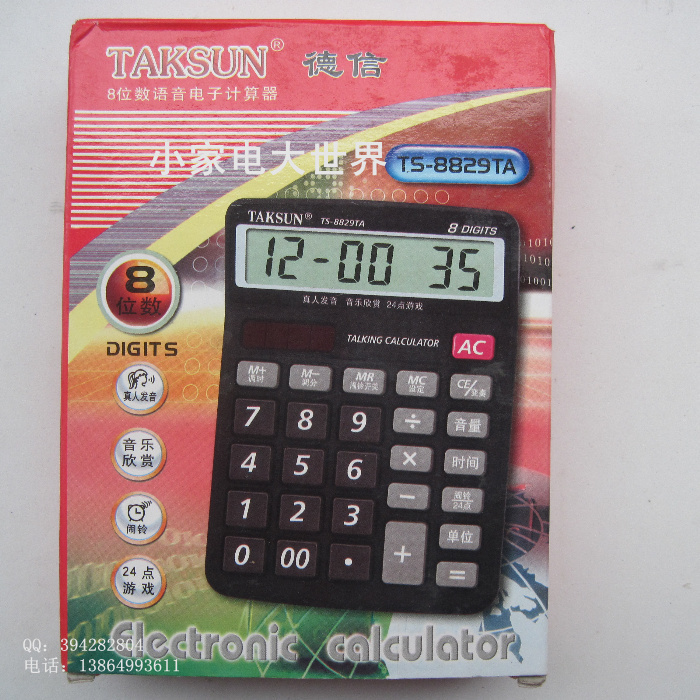 TAKSUN® 德信
8位数语音电子计算器
小家电大世界
TS-8829TA
TAKSUN® TS-8829TA 8 DIGITS
12-00 35
真人发音 音乐欣赏 24点游戏
TALKING CALCULATOR
AC
M+ M- MR MC CE/
7 8 9 ÷ 音量
4 5 6 × 时间
1 2 3 - 闹铃/24点
0 00 . + 单位
=
8
位数
DIGITS
真人发音
音乐
欣赏
闹铃
24点
游戏
Electronic calculator
QQ: 394282804
电话: 13864993611